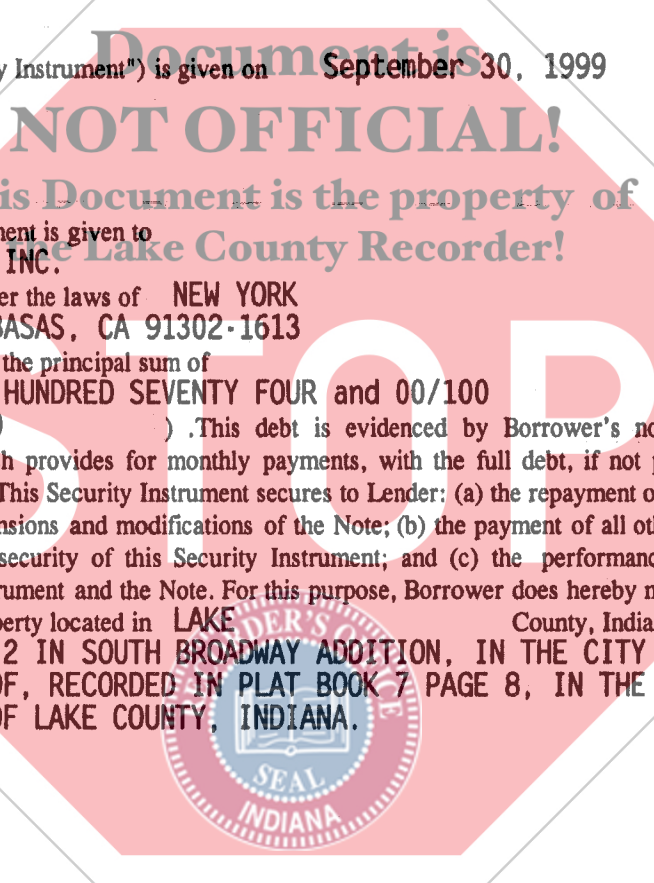 Document is
y Instrument") is given on September 30, 1999
NOT OFFICIAL!
is Document is the property of
ment is given to
the Lake County Recorder!
INC.
er the laws of NEW YORK
BASAS, CA 91302-1613
the principal sum of
HUNDRED SEVENTY FOUR and 00/100
) ) .This debt is evidenced by Borrower's no
h provides for monthly payments, with the full debt, if not p
This Security Instrument secures to Lender: (a) the repayment o
nsions and modifications of the Note; (b) the payment of all oth
security of this Security Instrument; and (c) the performanc
rument and the Note. For this purpose, Borrower does hereby m
perty located in LAKE County, India
2 IN SOUTH BROADWAY ADDITION, IN THE CITY
OF, RECORDED IN PLAT BOOK 7 PAGE 8, IN THE
OF LAKE COUNTY, INDIANA.
STOP
RECORDER'S OFFICE
SEAL
INDIANA